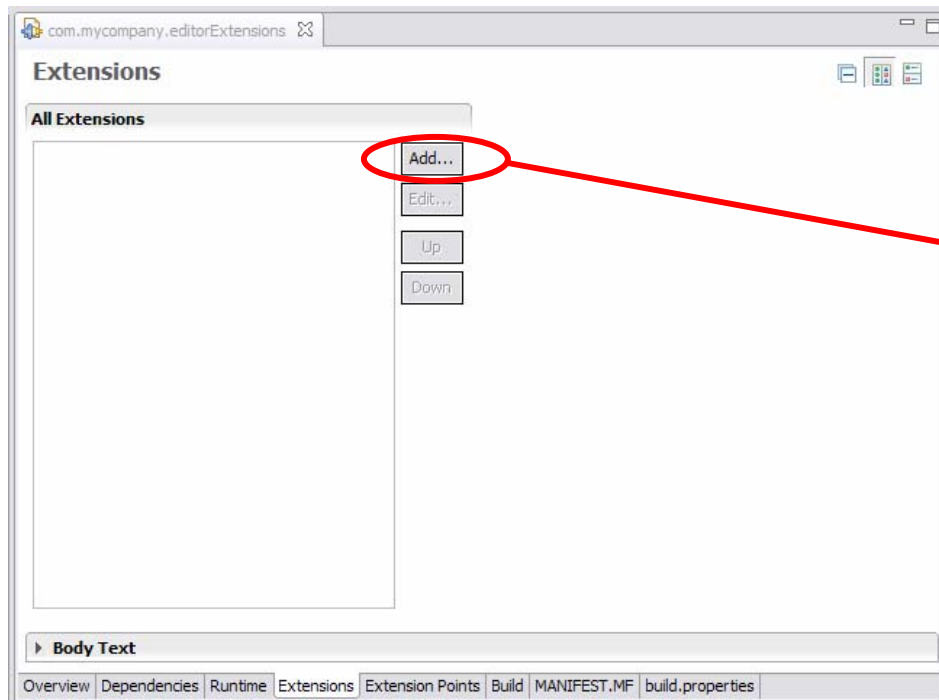 com.mycompany.editorExtensions
Extensions
All Extensions
Add...
Edit...
Up
Down
Body Text
Overview Dependencies Runtime Extensions Extension Points Build MANIFEST.MF build.properties